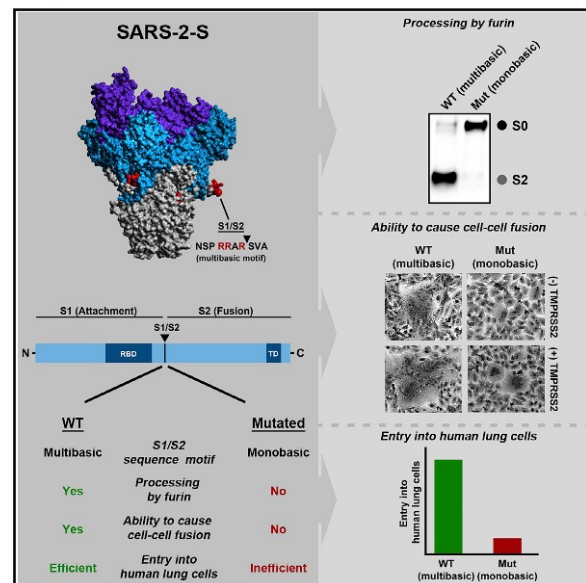 SARS-2-S
S1/S2
NSP RRAR SVA
(multibasic motif)
S1 (Attachment) S2 (Fusion)
S1/S2
N RBD TD C
WT Mutated
Multibasic S1/S2 sequence motif Monobasic
Yes Processing by furin No
Yes Ability to cause cell-cell fusion No
Efficient Entry into human lung cells Inefficient
Processing by furin
WT (multibasic)
Mut (monobasic)
S0
S2
Ability to cause cell-cell fusion
WT Mut
(multibasic) (monobasic)
(-) TMPRSS2
(+) TMPRSS2
Entry into human lung cells
Entry into
human lung cells
WT Mut
(multibasic) (monobasic)